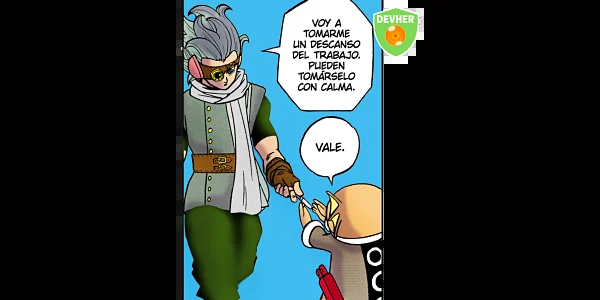 DEVHER
VOY A
TOMARME
UN DESCANSO
DEL TRABAJO.
PUEDEN
TOMÁRSELO
CON CALMA.
VALE.